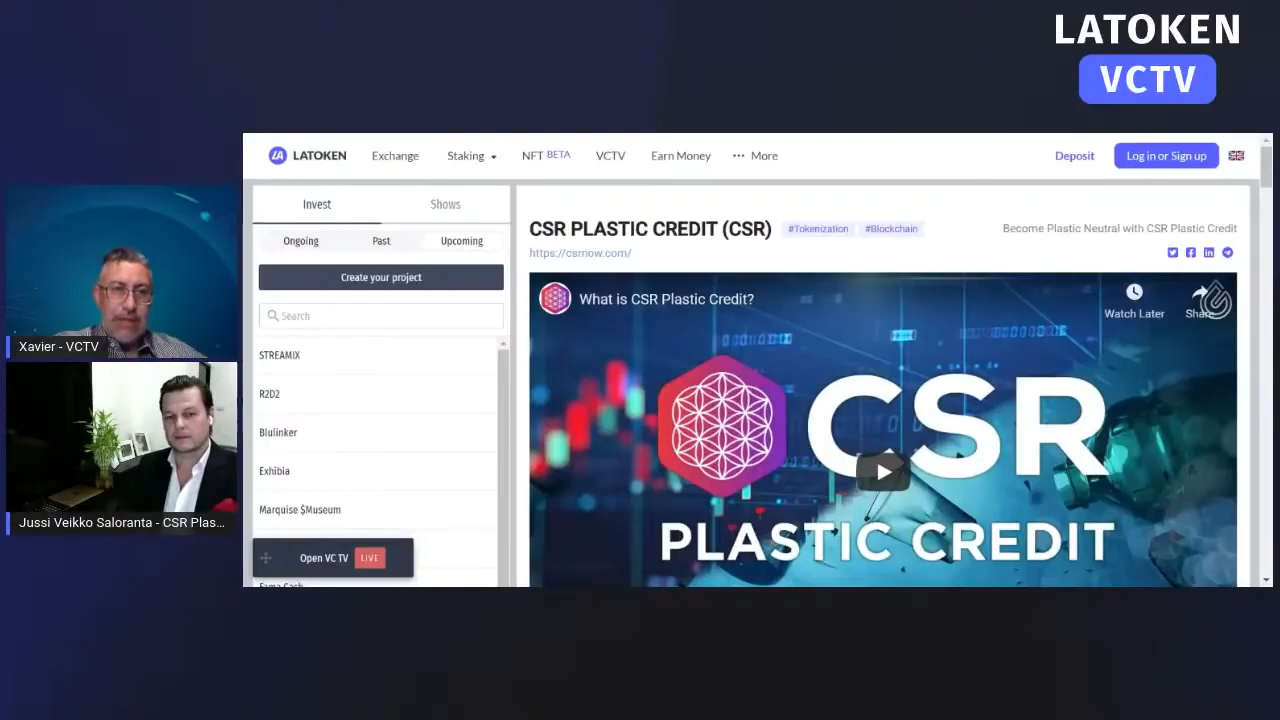 LATOKEN
VCTV
LATOKEN Exchange Staking NFT BETA VCTV Earn Money ••• More Deposit Log in or Sign up
Invest Shows
Ongoing Past Upcoming
Create your project
Search
STREAMIX
R2D2
Blulinker
Exhibia
Marquise $Museum
Open VC TV LIVE
Fama Cash
CSR PLASTIC CREDIT (CSR) #Tokenization #Blockchain Become Plastic Neutral with CSR Plastic Credit
https://csrnow.com/
What is CSR Plastic Credit?
Watch Later
Share
CSR
PLASTIC CREDIT
Xavier - VCTV
Jussi Veikko Saloranta - CSR Plas...